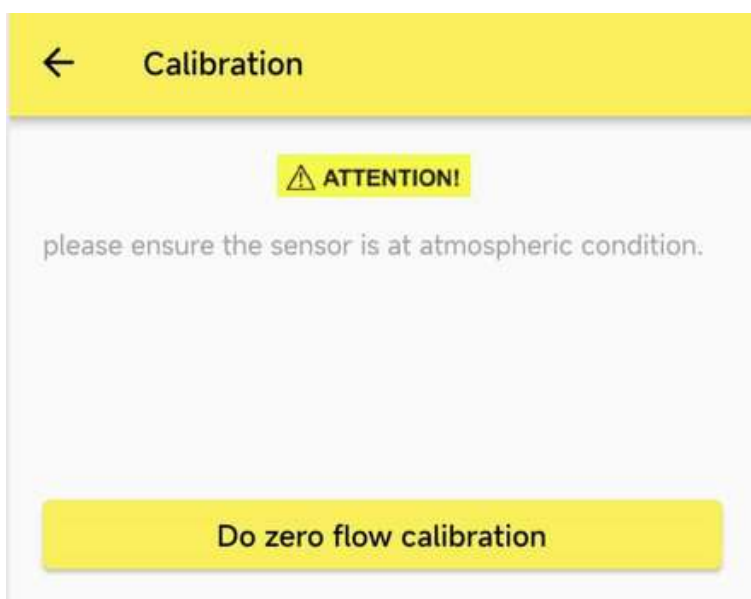 Calibration
ATTENTION!
please ensure the sensor is at atmospheric condition.
Do zero flow calibration